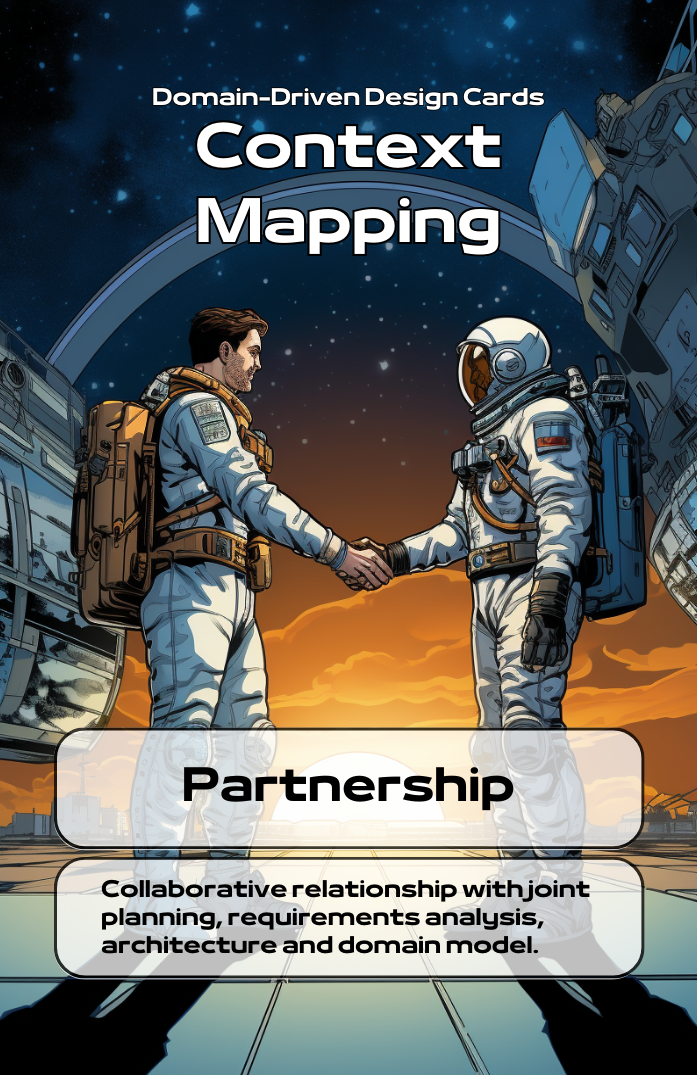 Domain-Driven Design Cards
Context
Mapping
Partnership
Collaborative relationship with joint
planning, requirements analysis,
architecture and domain model.